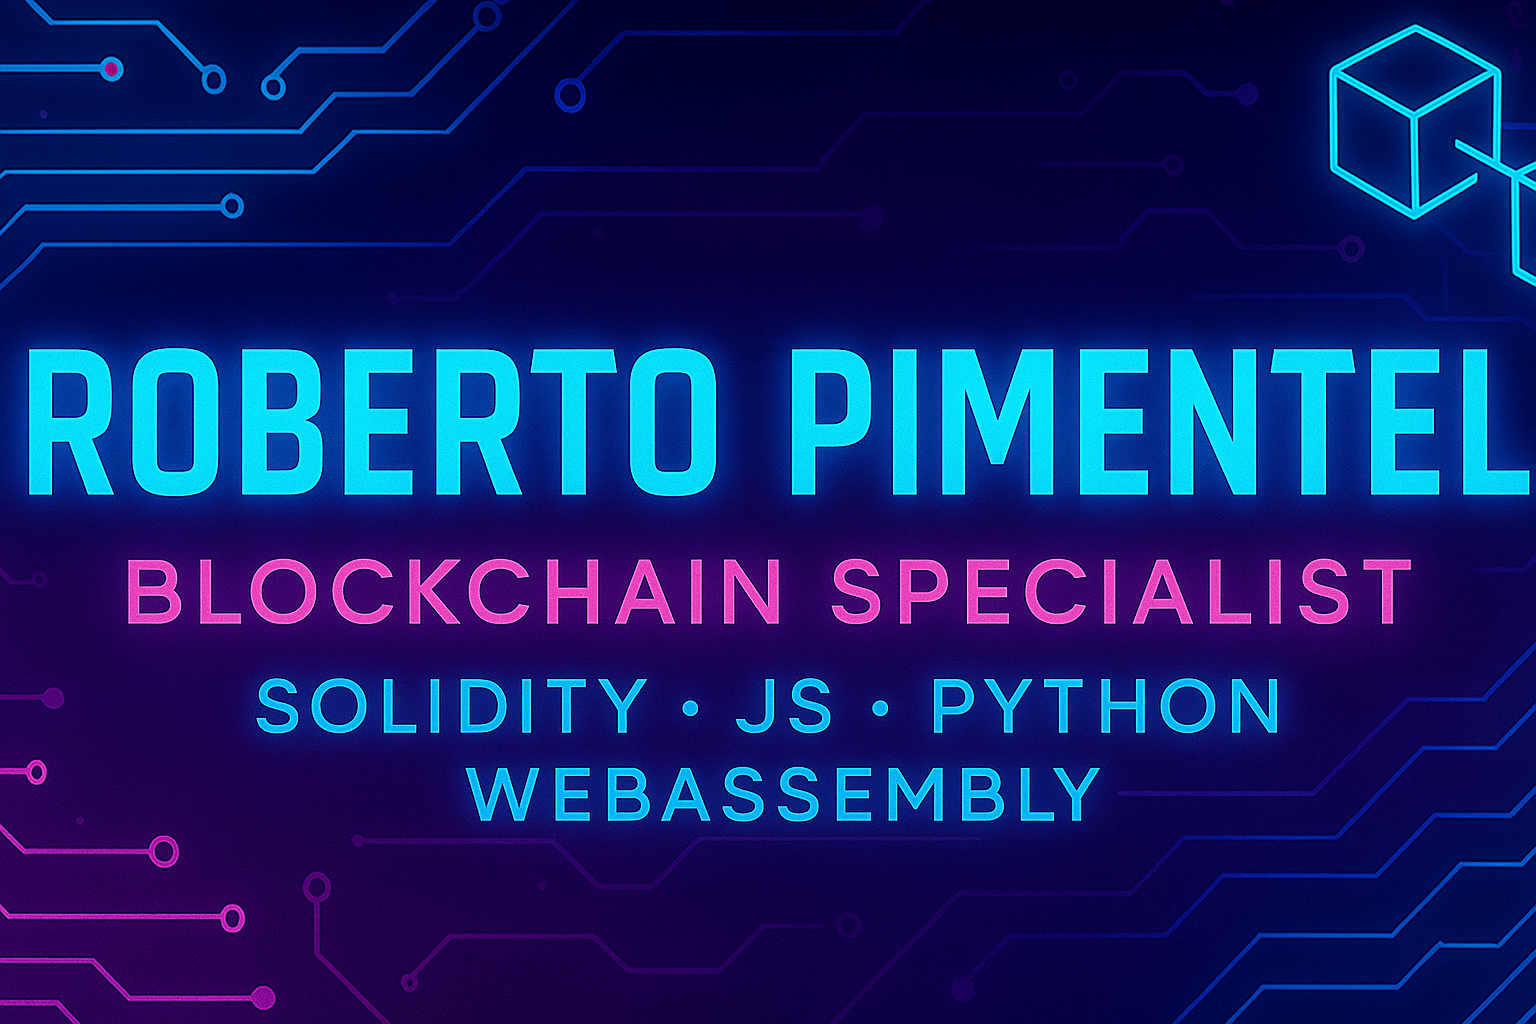 ROBERTO PIMENTEL
BLOCKCHAIN SPECIALIST
SOLIDITY • JS • PYTHON
WEBASSEMBLY